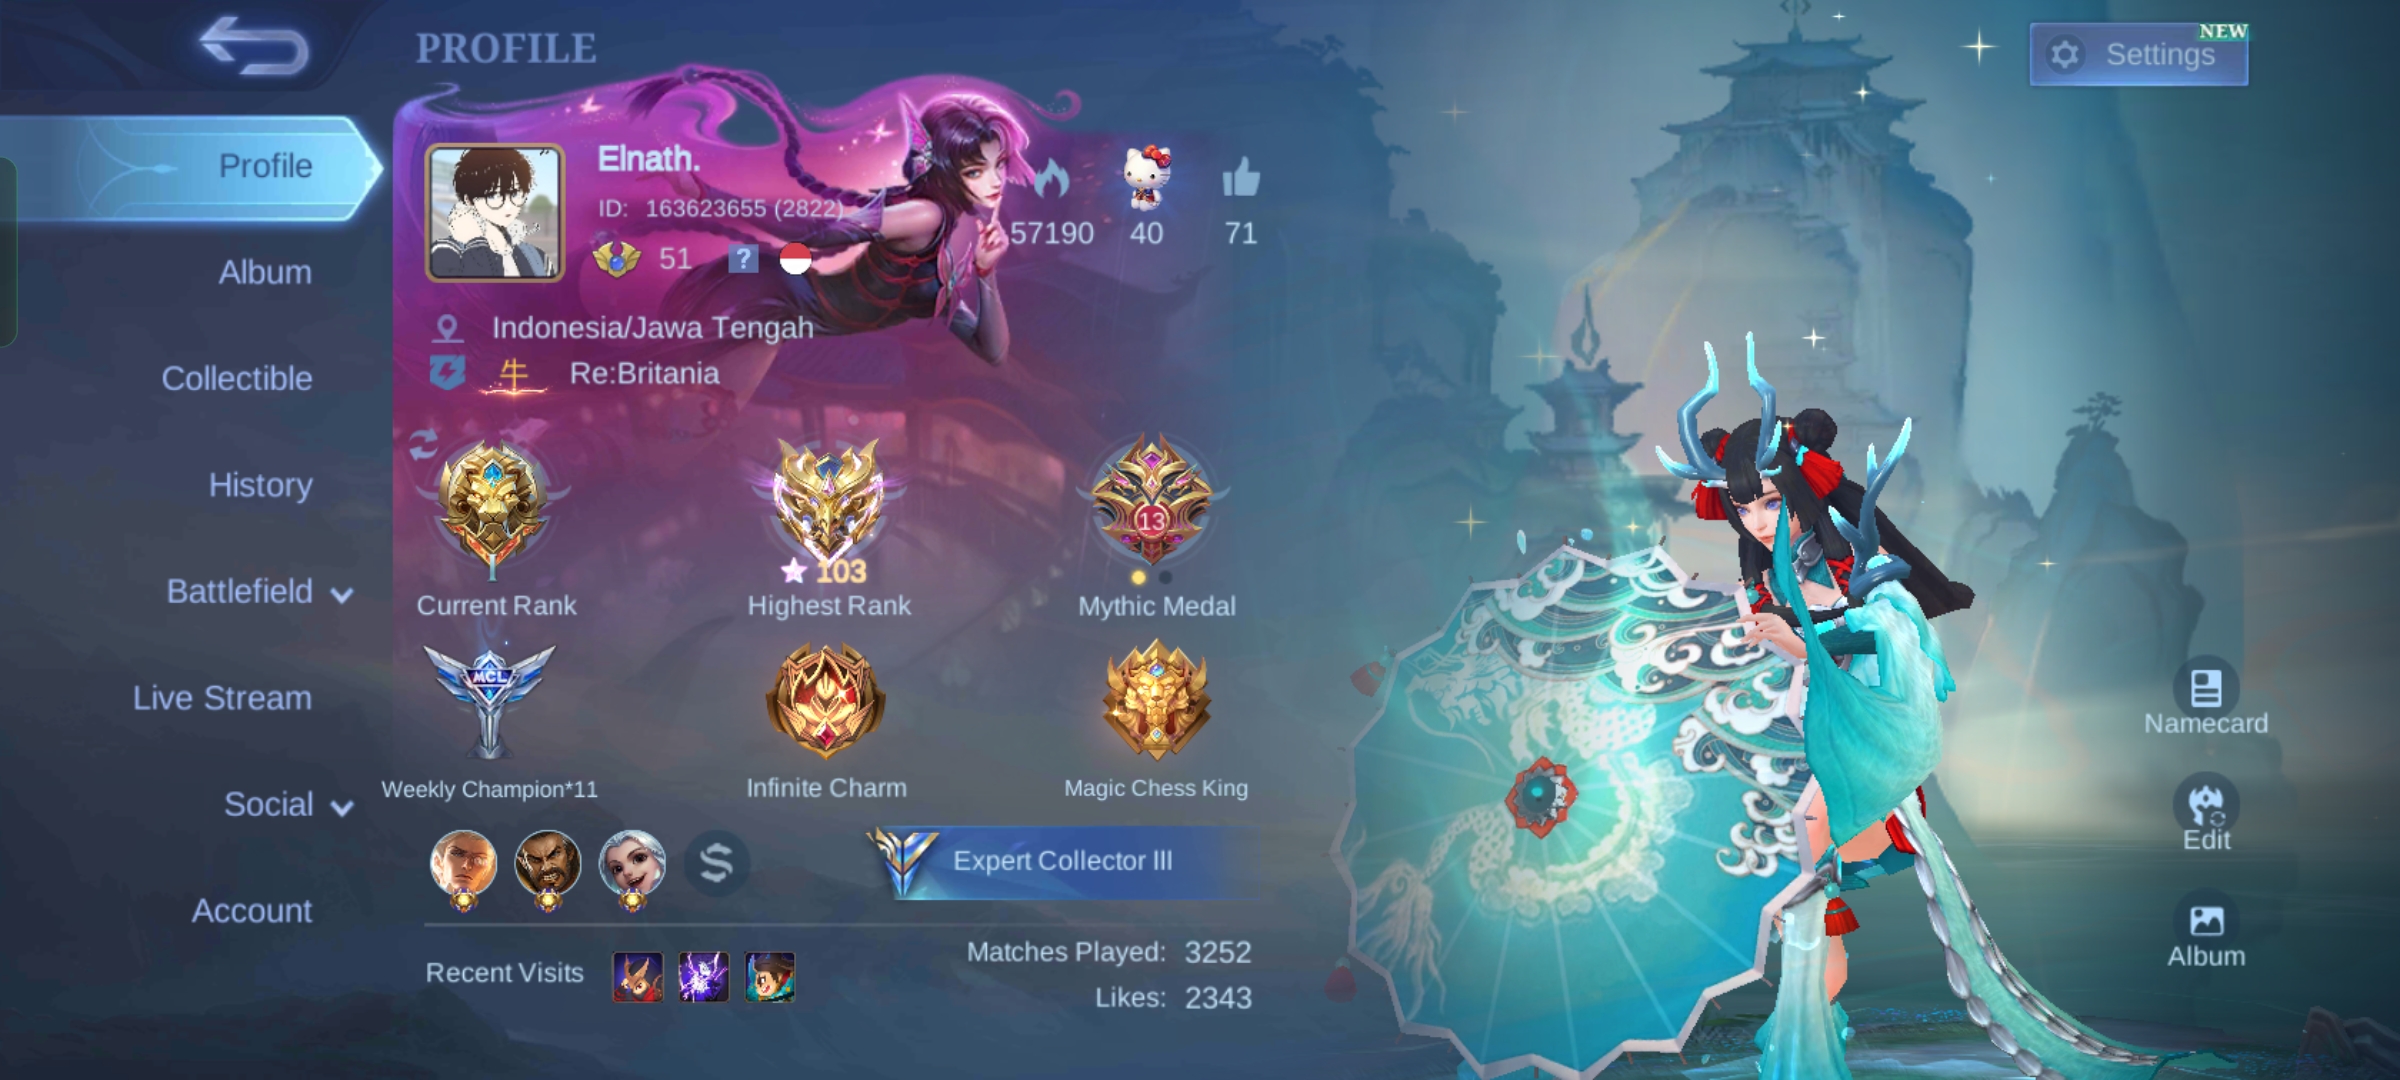 PROFILE
NEW
Settings
Profile
Album
Collectible
History
Battlefield
Live Stream
Social
Account
Elnath.
ID: 163623655 (2822)
51
?
57190
40
71
Indonesia/Jawa Tengah
牛 Re:Britania
Current Rank
103
Highest Rank
13
Mythic Medal
MCL
Weekly Champion*11
Infinite Charm
Magic Chess King
Expert Collector III
Recent Visits
Matches Played: 3252
Likes: 2343
Namecard
Edit
Album